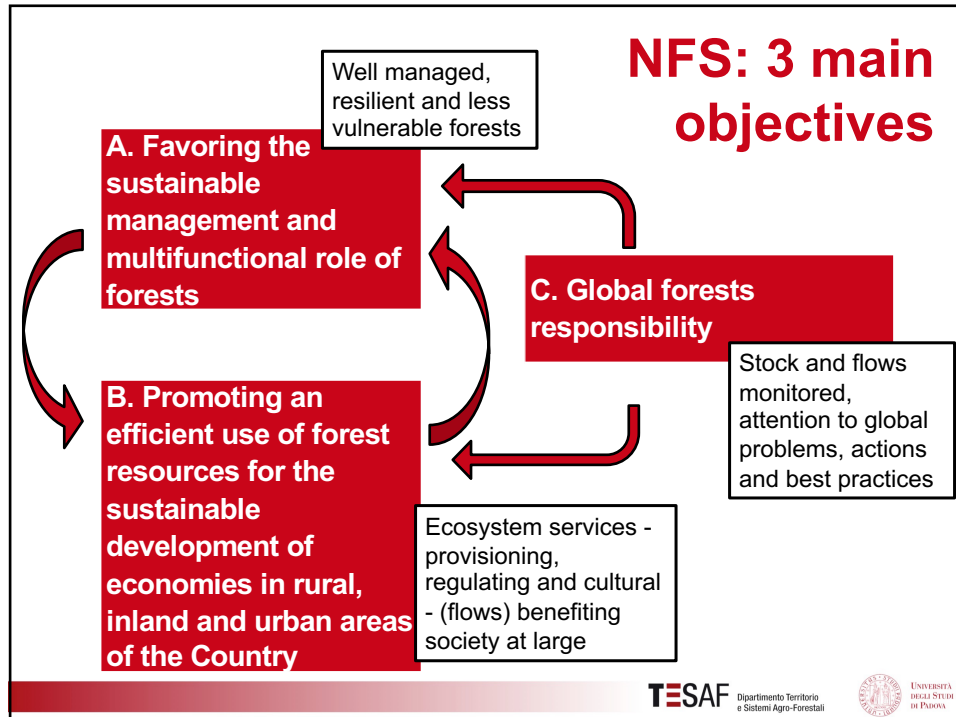 NFS: 3 main
objectives
Well managed,
resilient and less
vulnerable forests
A. Favoring the
sustainable
management and
multifunctional role of
forests
C. Global forests
responsibility
Stock and flows
monitored,
attention to global
problems, actions
and best practices
B. Promoting an
efficient use of forest
resources for the
sustainable
development of
economies in rural,
inland and urban areas
of the Country
Ecosystem services -
provisioning,
regulating and cultural
- (flows) benefiting
society at large
TESAF Dipartimento Territorio
e Sistemi Agro-Forestali
UNIVERSITÀ
DEGLI STUDI
DI PADOVA